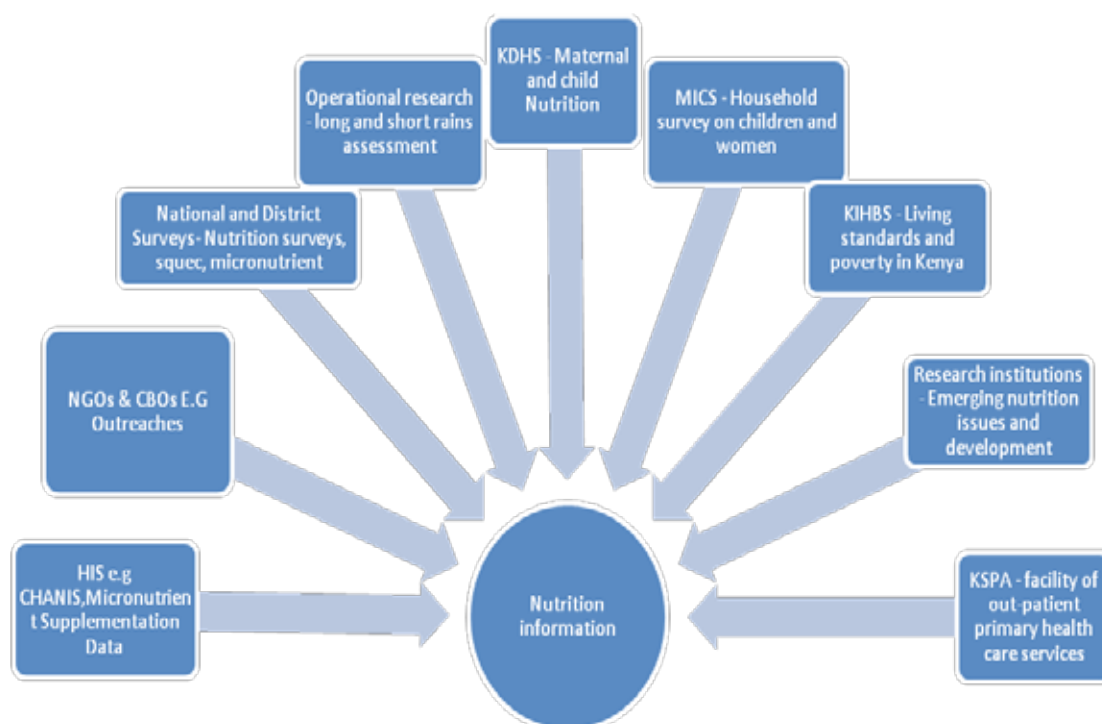 KDHS - Maternal
and child
Nutrition
Operational research
- long and short rains
assessment
MICS - Household
survey on children and
women
National and District
Surveys- Nutrition surveys,
squec, micronutrient
KIHBS - Living
standards and
poverty in Kenya
NGOs & CBOs E.G
Outreaches
Research institutions
- Emerging nutrition
issues and
development
HIS e.g
CHANIS,Micronutrien
t Supplementation
Data
Nutrition
information
KSPA - facility of
out-patient
primary health
care services